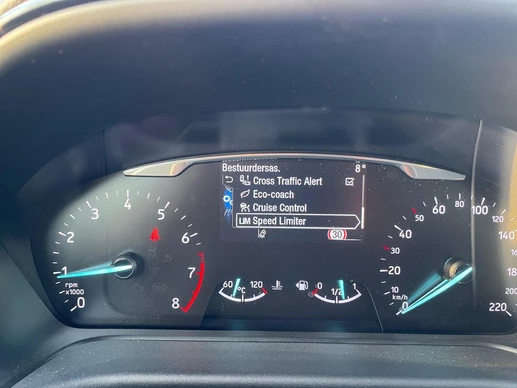 Bestuurdersas. 8°
Cross Traffic Alert
Eco-coach
Cruise Control
LIM Speed Limiter
30
0 1 2 3 4 5 6 7 8
rpm
x1000
60 °C 120
0 1/2 1
0 10 20 30 40 50 60 80 100 120 140 180 220
km/h